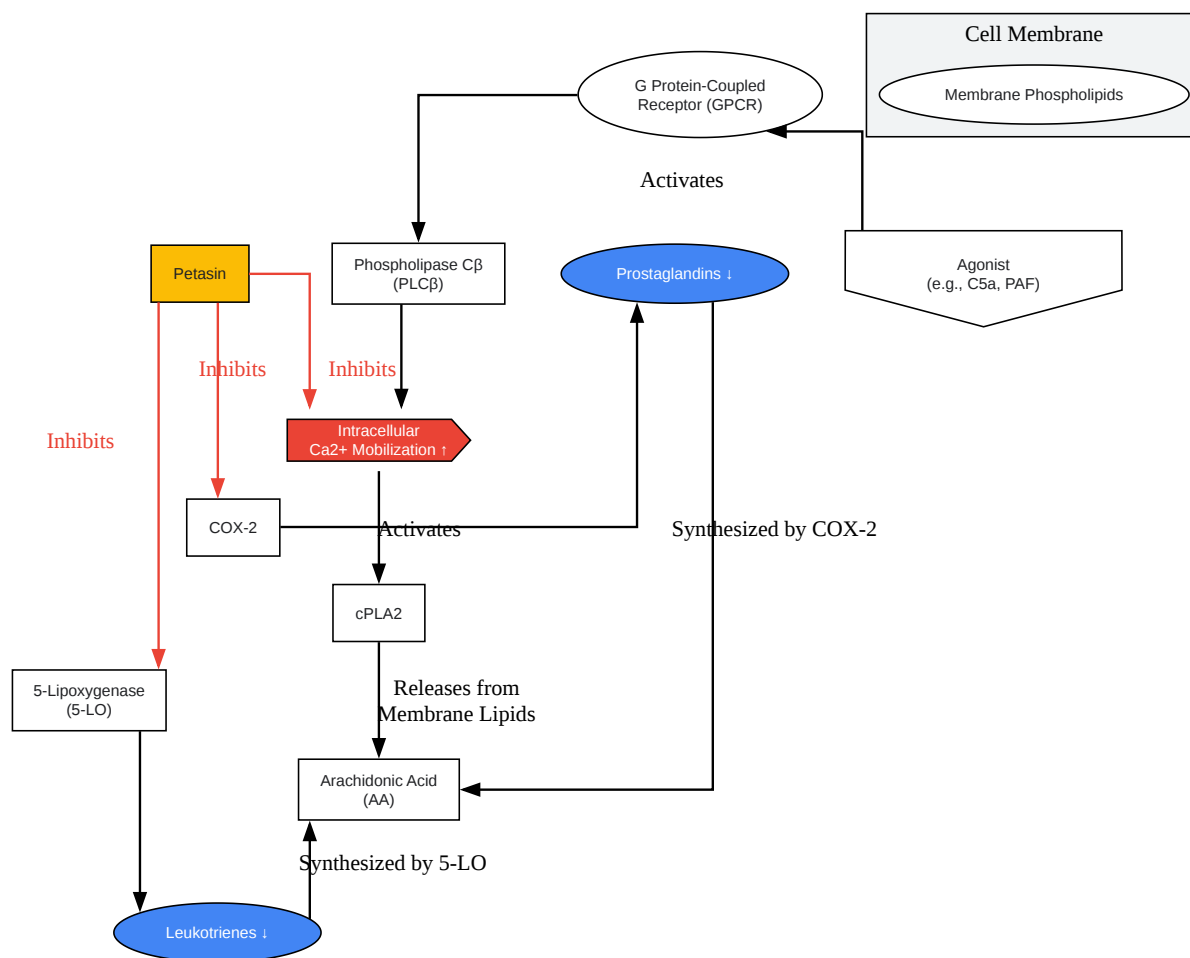 Cell Membrane
G Protein-Coupled
Receptor (GPCR)
Membrane Phospholipids
Activates
Petasin
Phospholipase Cβ
(PLCβ)
Prostaglandins ↓
Agonist
(e.g., C5a, PAF)
Inhibits
Inhibits
Inhibits
Intracellular
Ca2+ Mobilization ↑
COX-2
Activates
Synthesized by COX-2
cPLA2
5-Lipoxygenase
(5-LO)
Releases from
Membrane Lipids
Arachidonic Acid
(AA)
Synthesized by 5-LO
Leukotrienes ↓